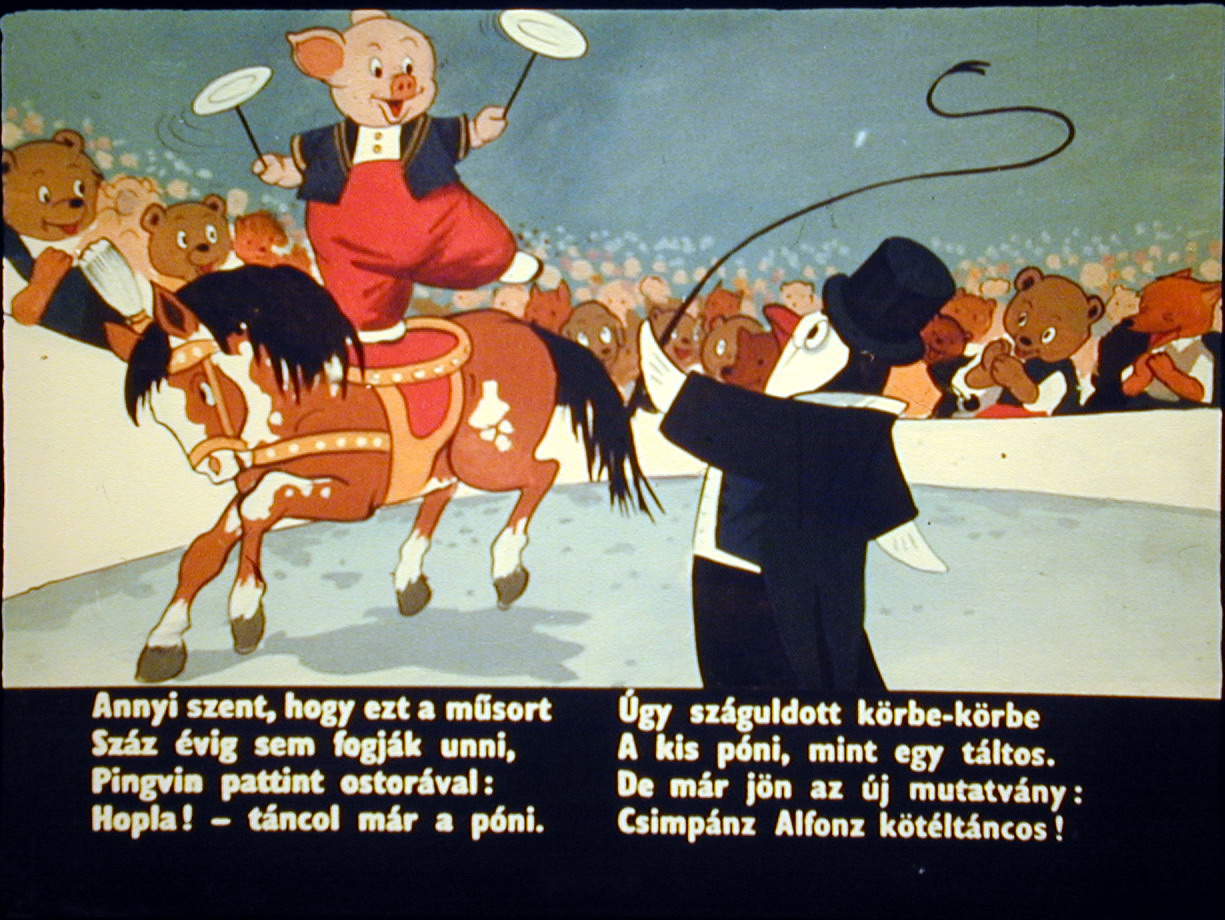 Annyi szent, hogy ezt a műsort
Száz évig sem fogják unni,
Pingvin pattint ostorával:
Hopla! – táncol már a póni.
Úgy száguldott körbe-körbe
A kis póni, mint egy táltos.
De már jön az új mutatvány:
Csimpánz Alfonz kötéltáncos!